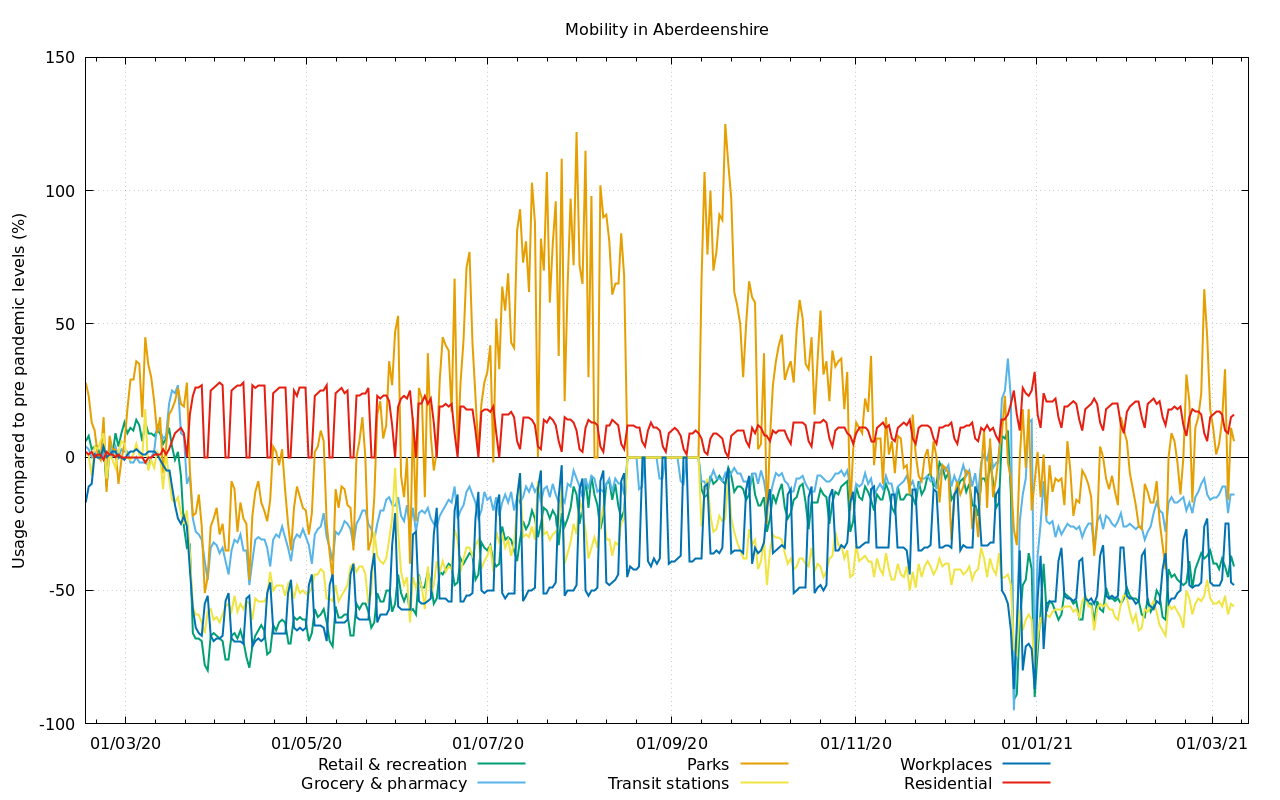 Mobility in Aberdeenshire
Usage compared to pre pandemic levels (%)
150
100
50
0
-50
-100
01/03/20 01/05/20 01/07/20 01/09/20 01/11/20 01/01/21 01/03/21
Retail & recreation Parks Workplaces
Grocery & pharmacy Transit stations Residential